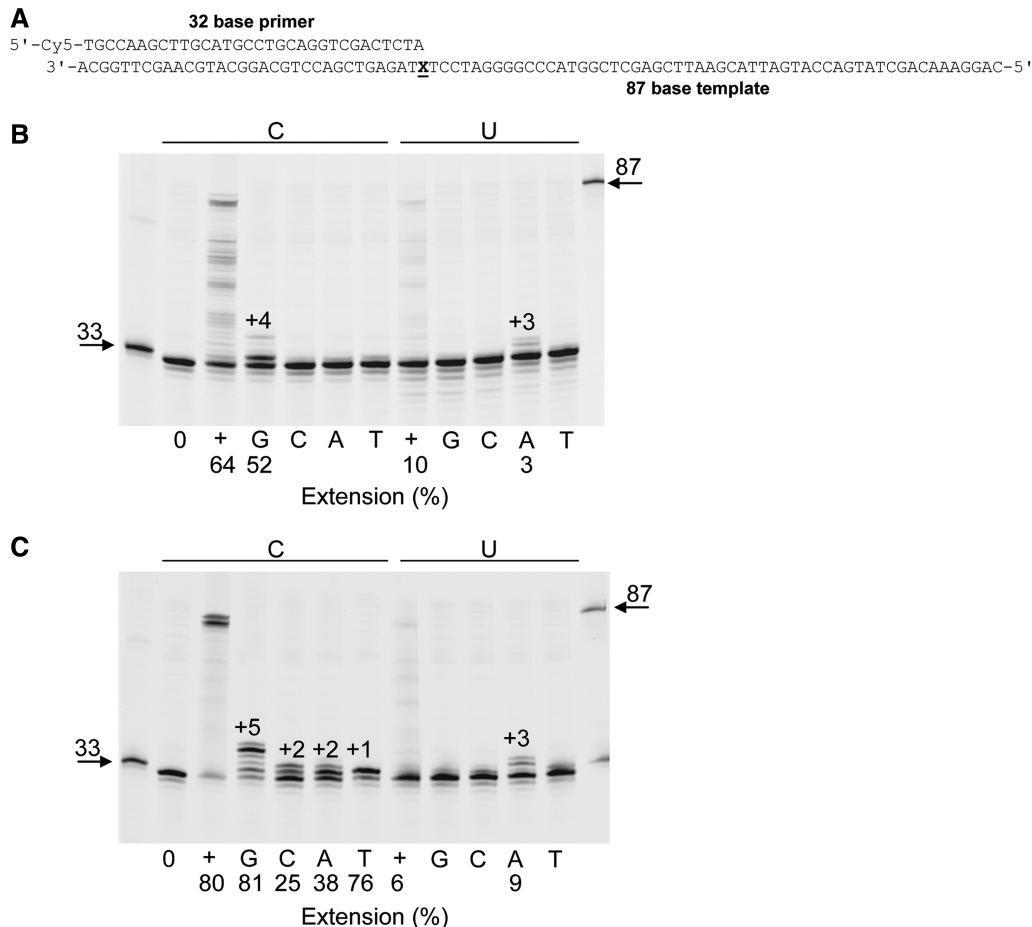 A
32 base primer
5'-Cy5-TGCCAAGCTTGCATGCCTGCAGGTCGACTCTA
3'-ACGGTTCGAACGTACGGACGTCCAGCTGAGATXTCCTAGGGGCCCATGGCTCGAGCTTAAGCATTAGTACCAGTATCGACAAAGGAC-5'
87 base template
B
C U
87
+4 +3
33
0 + G C A T + G C A T
64 52 10 3
Extension (%)
C
C U
87
+5 +2 +2 +1 +3
33
0 + G C A T + G C A T
80 81 25 38 76 6 9
Extension (%)